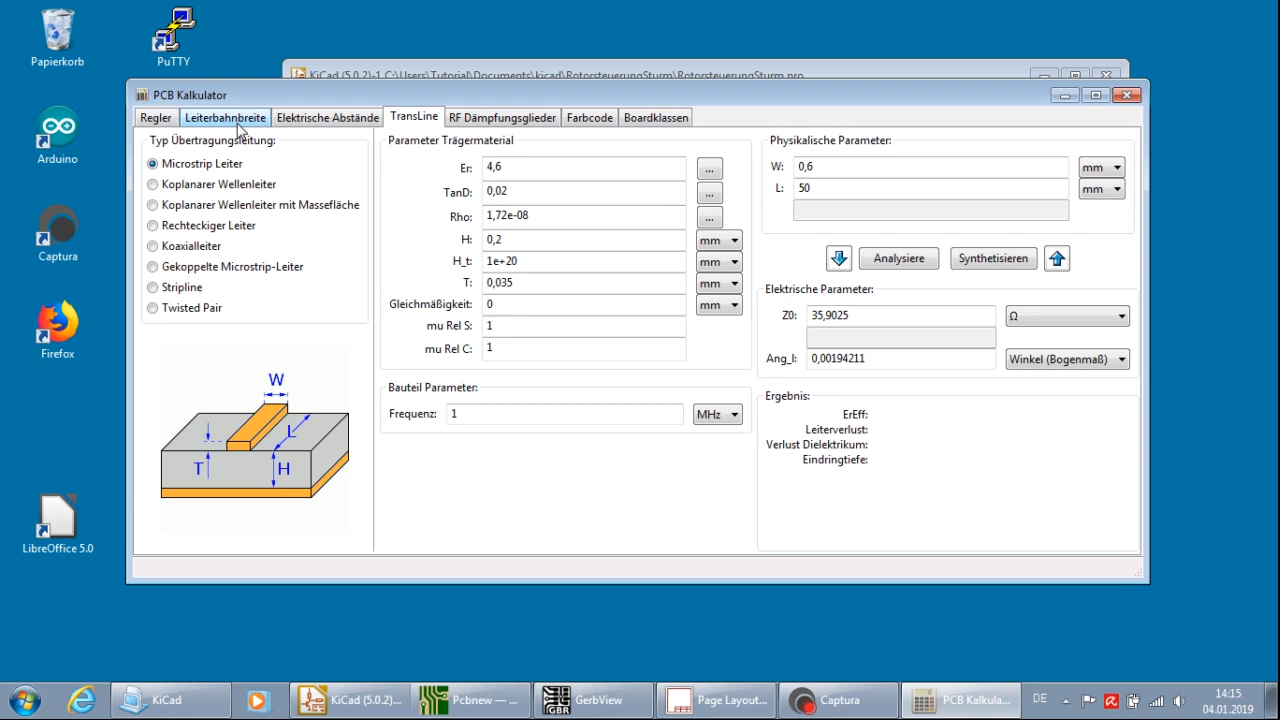 Papierkorb
PuTTY
Arduino
Captura
Firefox
LibreOffice 5.0
KiCad (5.0.2)-1 C:\Users\Tutorial\Documents\kicad\RotorsteuerungSturm\RotorsteuerungSturm.pro
PCB Kalkulator
Regler Leiterbahnbreite Elektrische Abstände TransLine RF Dämpfungsglieder Farbcode Boardklassen
Typ Übertragungsleitung:
Microstrip Leiter
Koplanarer Wellenleiter
Koplanarer Wellenleiter mit Massefläche
Rechteckiger Leiter
Koaxialleiter
Gekoppelte Microstrip-Leiter
Stripline
Twisted Pair
W
L
T
H
Parameter Trägermaterial
Er: 4,6 ...
TanD: 0,02 ...
Rho: 1,72e-08 ...
H: 0,2 mm
H_t: 1e+20 mm
T: 0,035 mm
Gleichmäßigkeit: 0 mm
mu Rel S: 1
mu Rel C: 1
Bauteil Parameter:
Frequenz: 1 MHz
Physikalische Parameter:
W: 0,6 mm
L: 50 mm
Analysiere Synthetisieren
Elektrische Parameter:
Z0: 35,9025 Ω
Ang_l: 0,00194211 Winkel (Bogenmaß)
Ergebnis:
ErEff:
Leiterverlust:
Verlust Dielektrikum:
Eindringtiefe:
KiCad
KiCad (5.0.2)...
Pcbnew — ...
GBR
GerbView
Page Layout...
Captura
PCB Kalkula...
DE
14:15
04.01.2019